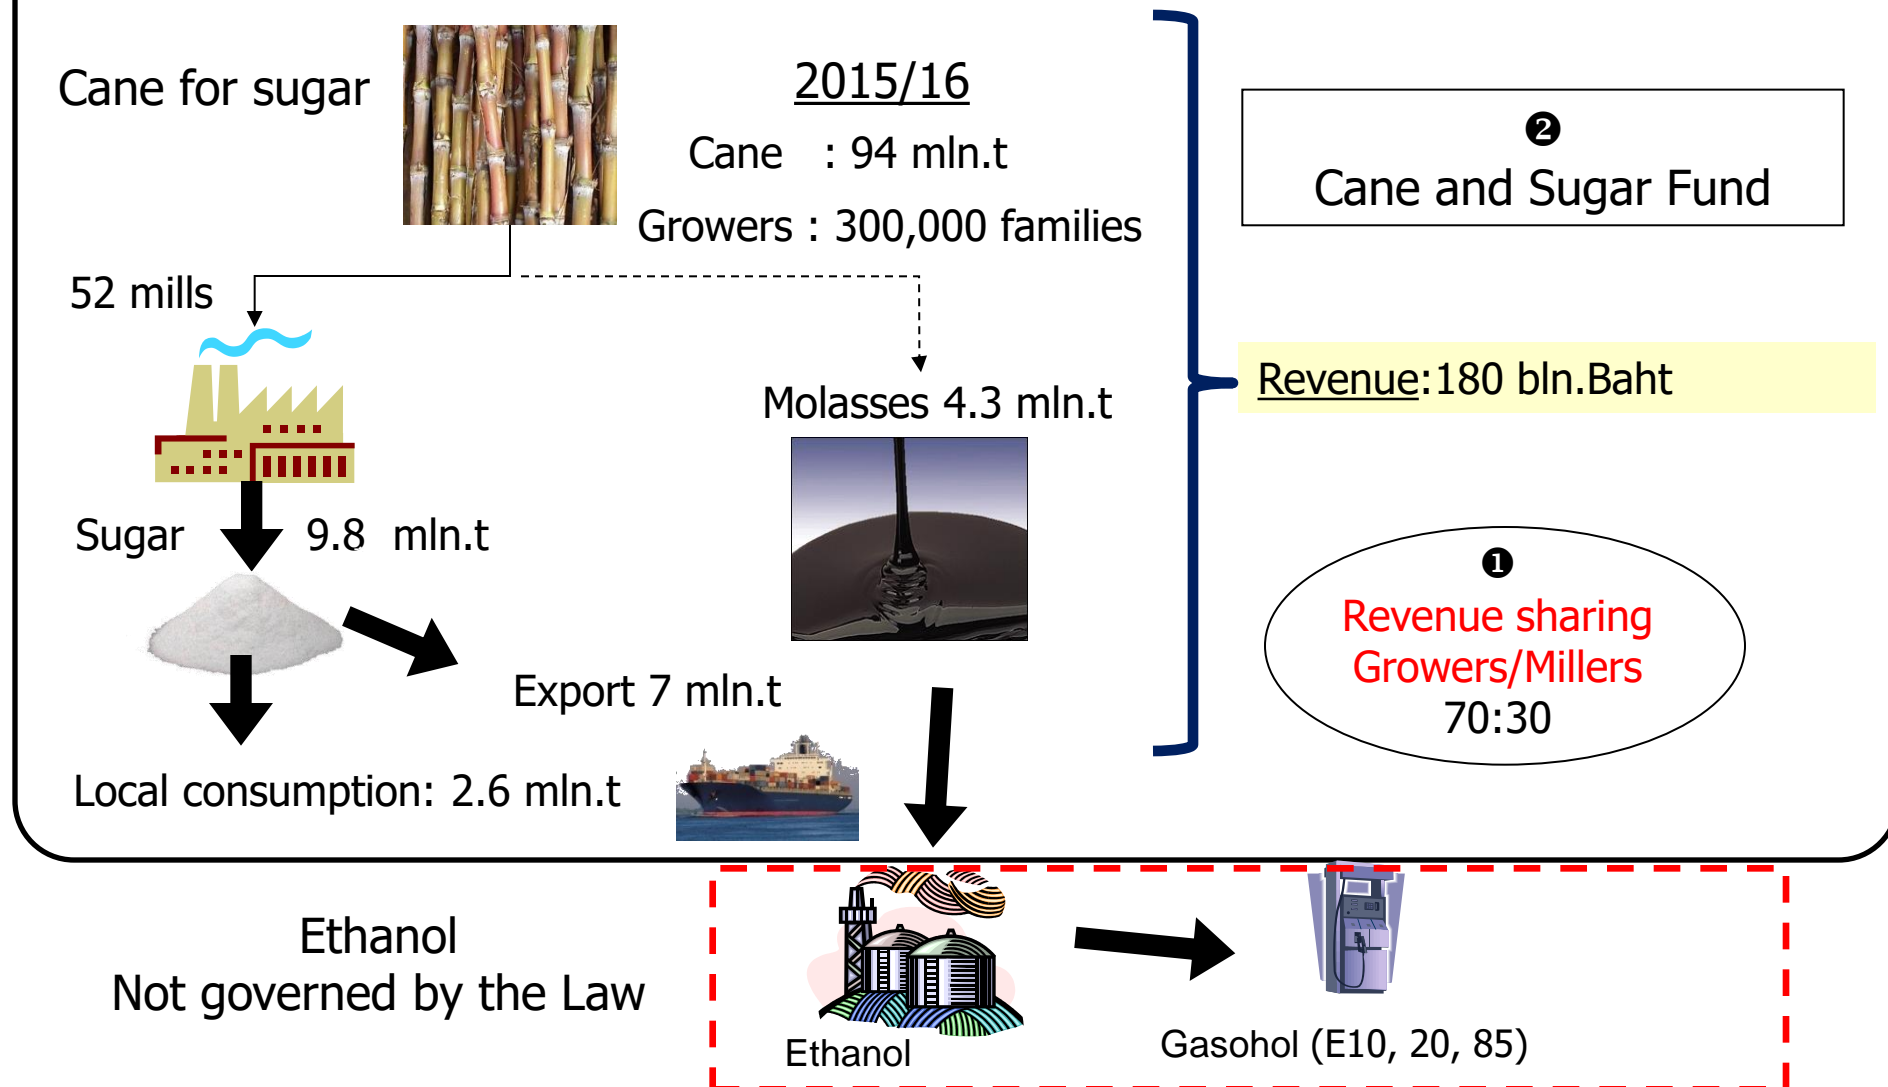 Cane for sugar
2015/16
Cane : 94 mln.t
Growers : 300,000 families
52 mills
Molasses 4.3 mln.t
Sugar 9.8 mln.t
Export 7 mln.t
Local consumption: 2.6 mln.t
❷
Cane and Sugar Fund
Revenue:180 bln.Baht
❶
Revenue sharing
Growers/Millers
70:30
Ethanol
Not governed by the Law
Ethanol
Gasohol (E10, 20, 85)